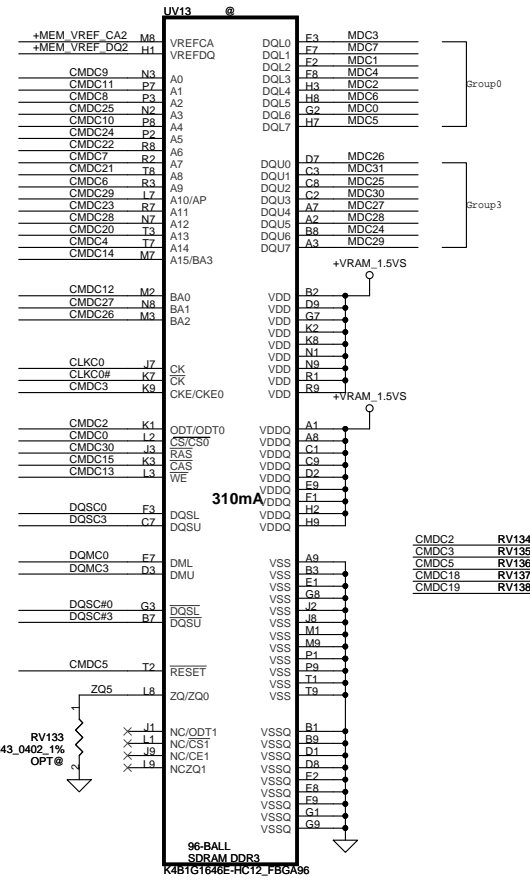 UV13 @
+MEM_VREF_CA2 M8 VREFCA
+MEM_VREF_DQ2 H1 VREFDQ
CMDC9 N3 A0
CMDC11 P7 A1
CMDC8 P3 A2
CMDC25 N2 A3
CMDC10 P8 A4
CMDC24 P2 A5
CMDC22 R8 A6
CMDC7 R2 A7
CMDC21 T8 A8
CMDC6 R3 A9
CMDC29 L7 A10/AP
CMDC23 R7 A11
CMDC28 N7 A12
CMDC20 T3 A13
CMDC4 T7 A14
CMDC14 M7 A15/BA3
CMDC12 M2 BA0
CMDC27 N8 BA1
CMDC26 M3 BA2
CLKC0 J7 CK
CLKC0# K7 CK
CMDC3 K9 CKE/CKE0
CMDC2 K1 ODT/ODT0
CMDC0 L2 CS/CS0
CMDC30 J3 RAS
CMDC15 K3 CAS
CMDC13 L3 WE
DQSC0 F3 DQSL
DQSC3 C7 DQSU
DQMC0 E7 DML
DQMC3 D3 DMU
DQSC#0 G3 DQSL
DQSC#3 B7 DQSU
CMDC5 T2 RESET
ZQ5 L8 ZQ/ZQ0
J1 NC/ODT1
L1 NC/CS1
J9 NC/CE1
L9 NCZQ1
1
RV133
43_0402_1%
OPT@
2
DQL0 E3 MDC3
DQL1 F7 MDC7
DQL2 F2 MDC1
DQL3 F8 MDC4
DQL4 H3 MDC2
DQL5 H8 MDC6
DQL6 G2 MDC0
DQL7 H7 MDC5
Group0
DQU0 D7 MDC26
DQU1 C3 MDC31
DQU2 C8 MDC25
DQU3 C2 MDC30
DQU4 A7 MDC27
DQU5 A2 MDC28
DQU6 B8 MDC24
DQU7 A3 MDC29
Group3
+VRAM_1.5VS
VDD B2
VDD D9
VDD G7
VDD K2
VDD K8
VDD N1
VDD N9
VDD R1
VDD R9
+VRAM_1.5VS
VDDQ A1
VDDQ A8
VDDQ C1
VDDQ C9
VDDQ D2
VDDQ E9
VDDQ F1
VDDQ H2
VDDQ H9
310mA
VSS A9
VSS B3
VSS E1
VSS G8
VSS J2
VSS J8
VSS M1
VSS M9
VSS P1
VSS P9
VSS T1
VSS T9
VSSQ B1
VSSQ B9
VSSQ D1
VSSQ D8
VSSQ E2
VSSQ E8
VSSQ F9
VSSQ G1
VSSQ G9
96-BALL
SDRAM DDR3
K4B1G1646E-HC12_FBGA96
CMDC2 RV134
CMDC3 RV135
CMDC5 RV136
CMDC18 RV137
CMDC19 RV138